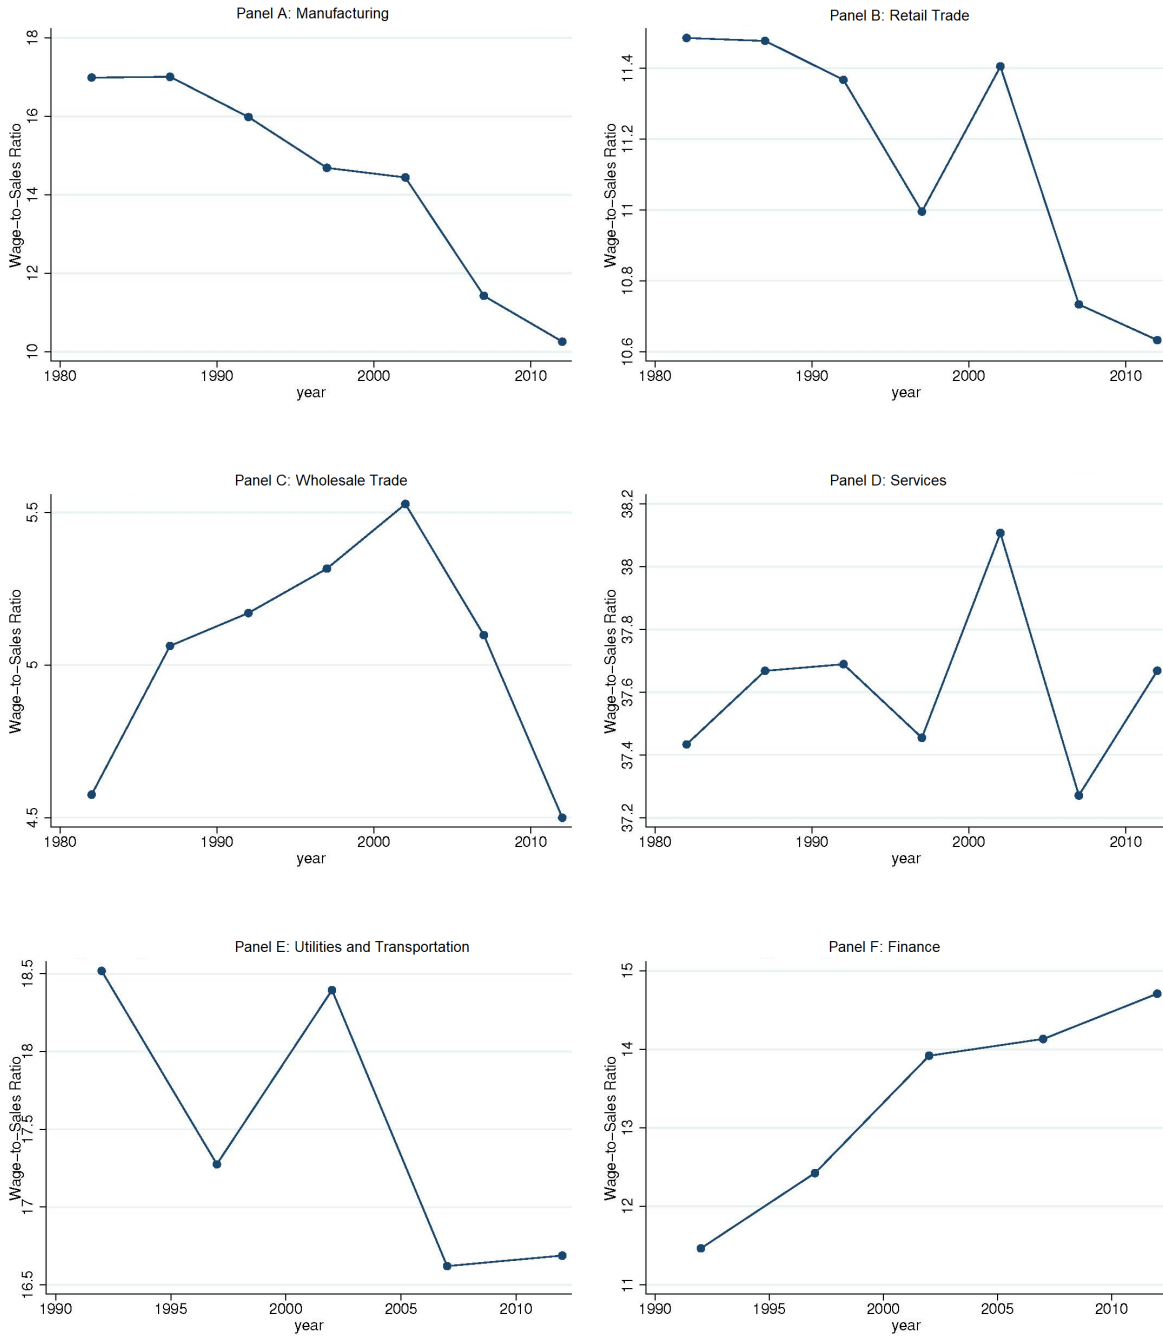 Panel A: Manufacturing
Wage-to-Sales Ratio
18
16
14
12
10
1980 1990 2000 2010
year
Panel B: Retail Trade
Wage-to-Sales Ratio
11.4
11.2
11
10.8
10.6
1980 1990 2000 2010
year
Panel C: Wholesale Trade
Wage-to-Sales Ratio
5.5
5
4.5
1980 1990 2000 2010
year
Panel D: Services
Wage-to-Sales Ratio
38.2
38
37.8
37.6
37.4
37.2
1980 1990 2000 2010
year
Panel E: Utilities and Transportation
Wage-to-Sales Ratio
18.5
18
17.5
17
16.5
1990 1995 2000 2005 2010
year
Panel F: Finance
Wage-to-Sales Ratio
15
14
13
12
11
1990 1995 2000 2005 2010
year